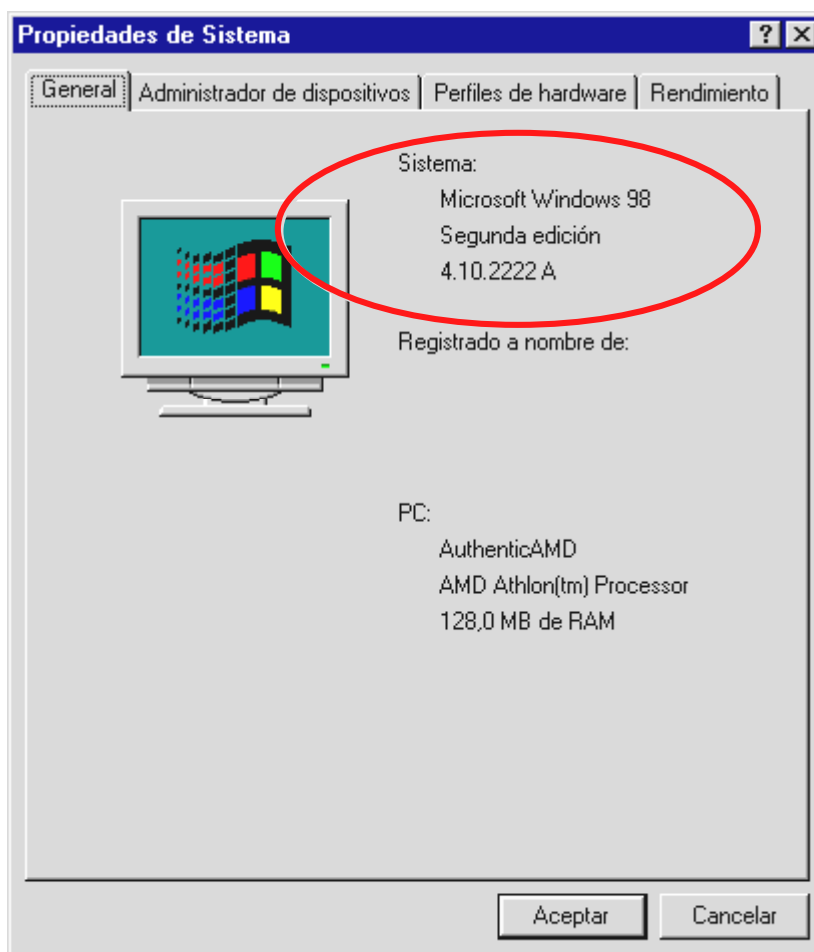 Propiedades de Sistema
General
Administrador de dispositivos
Perfiles de hardware
Rendimiento
Sistema:
Microsoft Windows 98
Segunda edición
4.10.2222 A
Registrado a nombre de:
PC:
AuthenticAMD
AMD Athlon(tm) Processor
128,0 MB de RAM
Aceptar
Cancelar